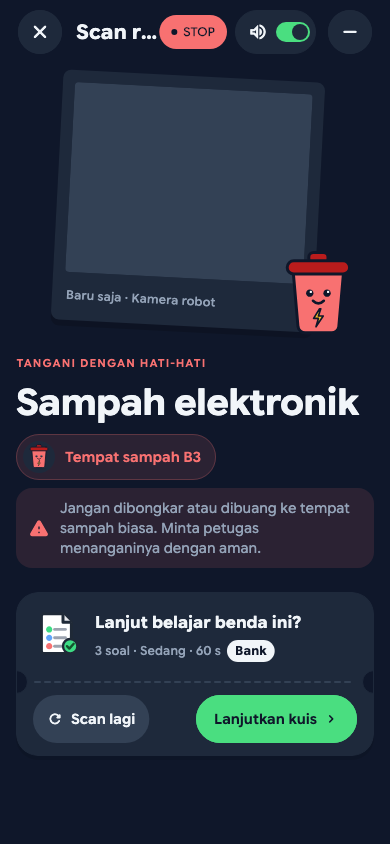 Scan r...
STOP
Baru saja · Kamera robot
TANGANI DENGAN HATI-HATI
Sampah elektronik
Tempat sampah B3
Jangan dibongkar atau dibuang ke tempat
sampah biasa. Minta petugas
menanganinya dengan aman.
Lanjut belajar benda ini?
3 soal · Sedang · 60 s
Bank
Scan lagi
Lanjutkan kuis